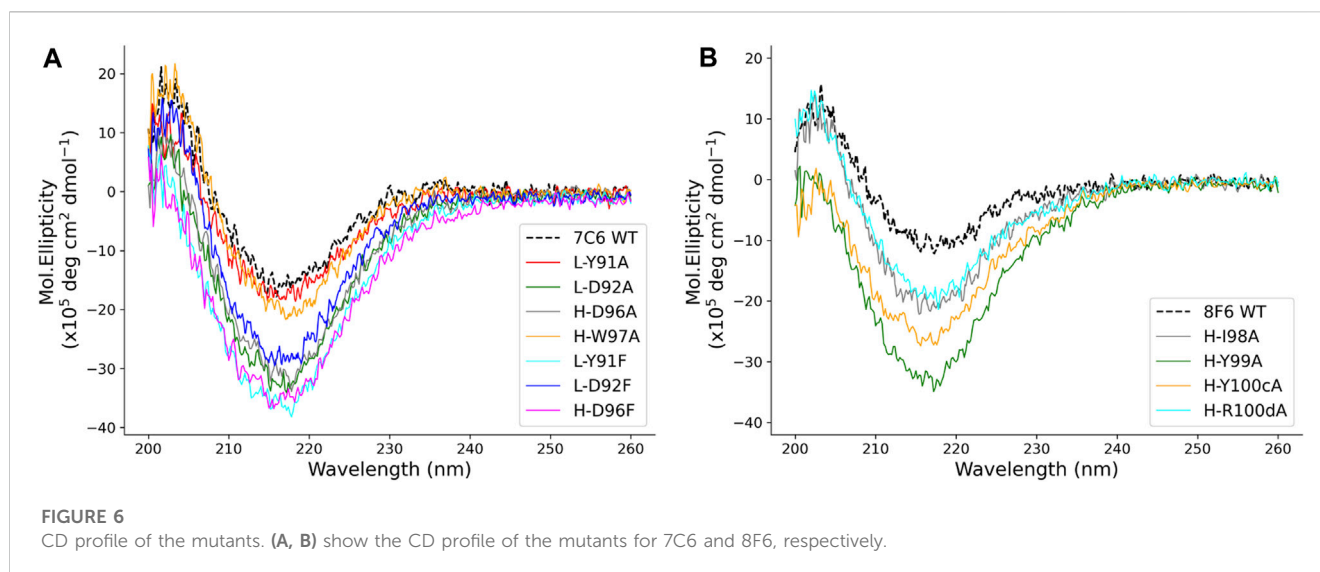 A
20
10
0
−10
−20
−30
−40
Mol.Ellipticity
(x10⁵ deg cm² dmol⁻¹)
7C6 WT
L-Y91A
L-D92A
H-D96A
H-W97A
L-Y91F
L-D92F
H-D96F
200 210 220 230 240 250 260
Wavelength (nm)
B
20
10
0
−10
−20
−30
−40
Mol.Ellipticity
(x10⁵ deg cm² dmol⁻¹)
8F6 WT
H-I98A
H-Y99A
H-Y100cA
H-R100dA
200 210 220 230 240 250 260
Wavelength (nm)
FIGURE 6
CD profile of the mutants. (A, B) show the CD profile of the mutants for 7C6 and 8F6, respectively.